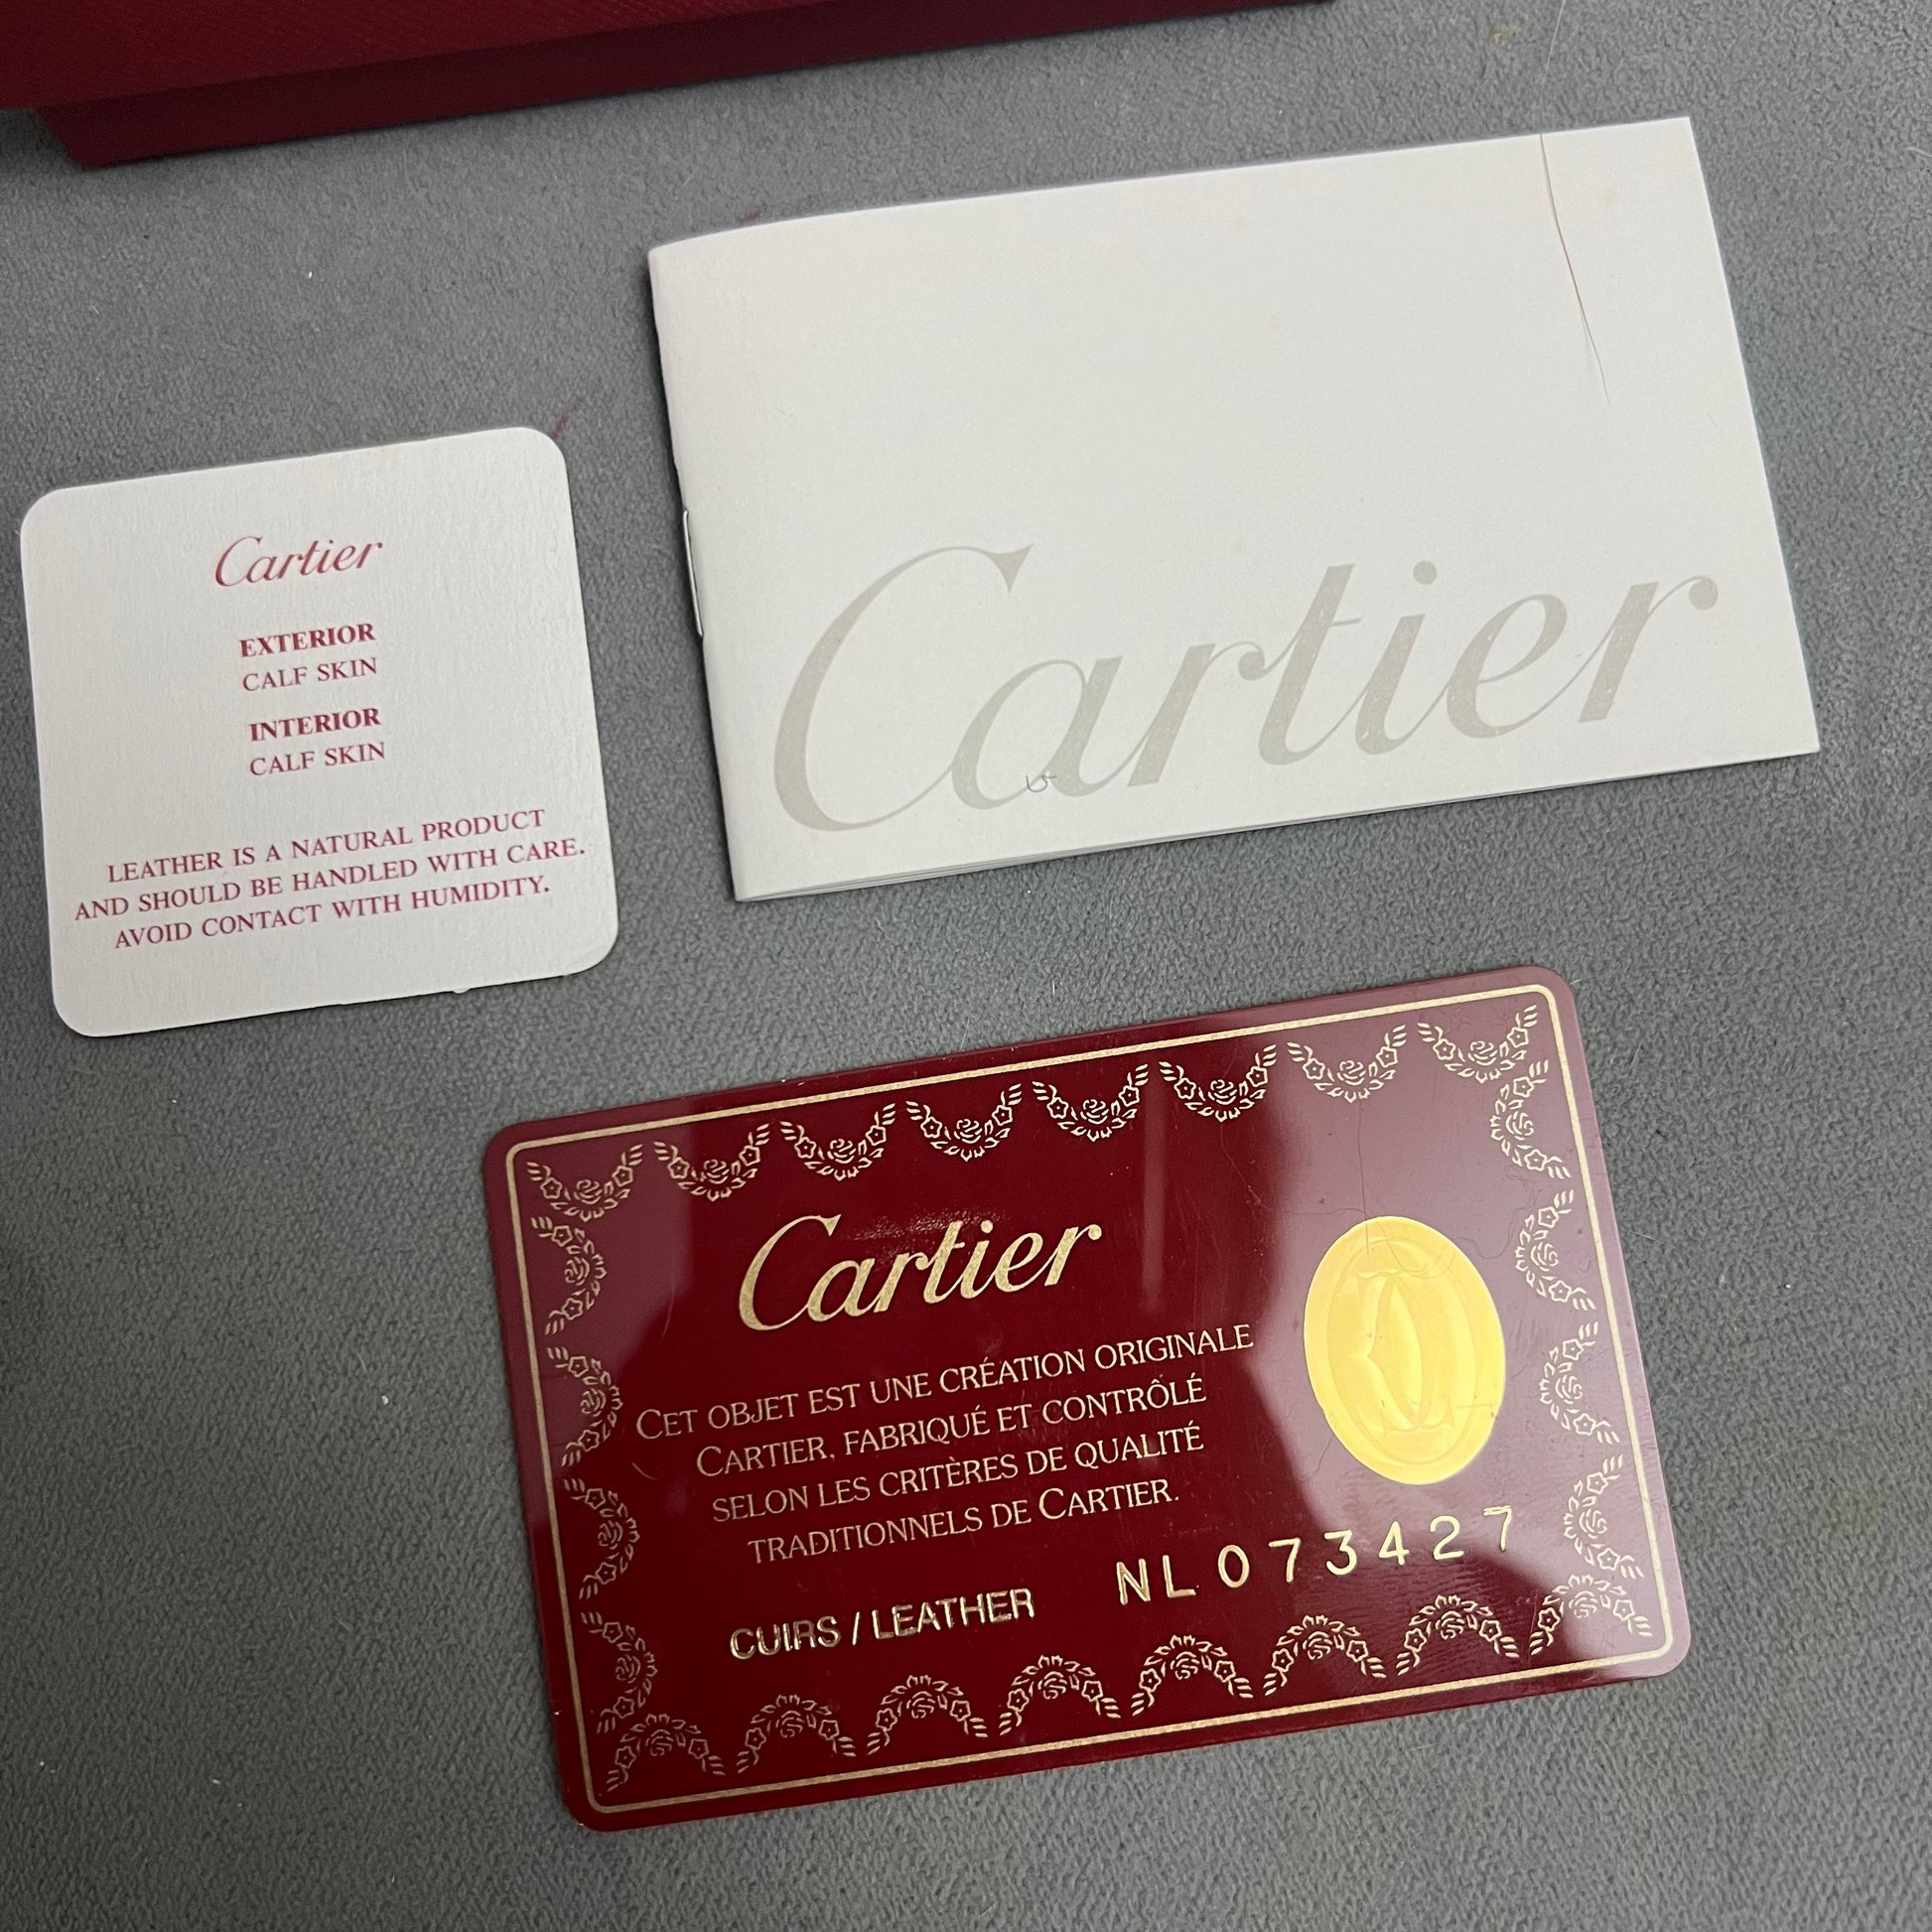 Cartier
EXTERIOR
CALF SKIN
INTERIOR
CALF SKIN
LEATHER IS A NATURAL PRODUCT
AND SHOULD BE HANDLED WITH CARE.
AVOID CONTACT WITH HUMIDITY.
Cartier
Cartier
CET OBJET EST UNE CRÉATION ORIGINALE
CARTIER, FABRIQUÉ ET CONTRÔLÉ
SELON LES CRITÈRES DE QUALITÉ
TRADITIONNELS DE CARTIER.
CUIRS / LEATHER NL073427